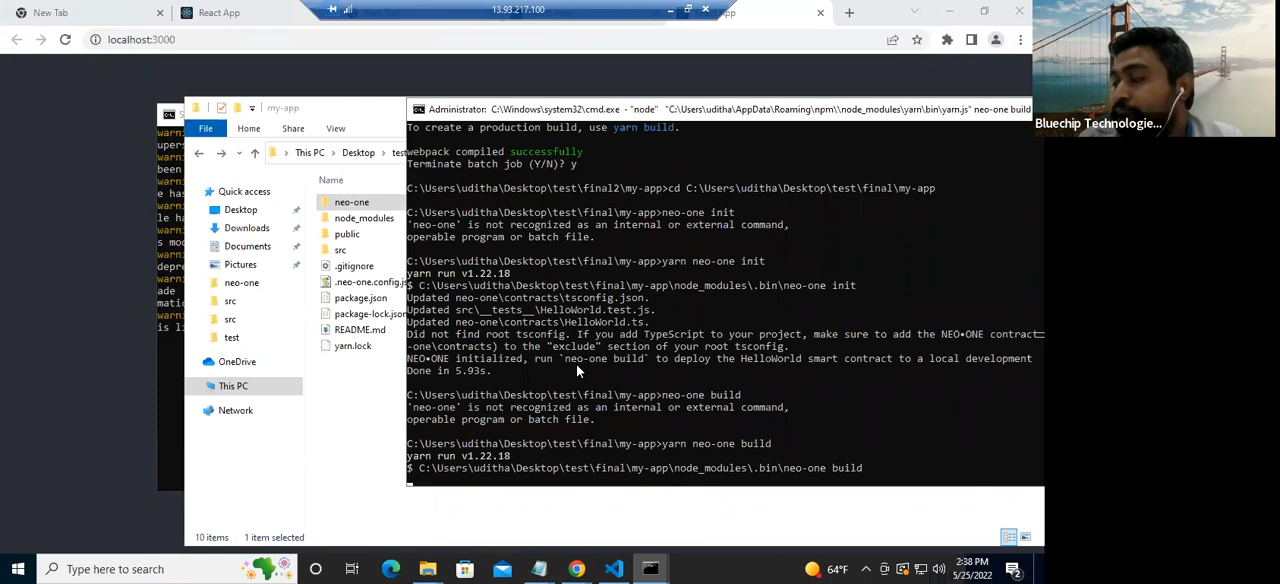 New Tab
React App
13.93.217.100
App
localhost:3000
Bluechip Technologie...
my-app
File
Home
Share
View
This PC
Desktop
test
Quick access
Desktop
Downloads
Documents
Pictures
neo-one
src
src
test
OneDrive
This PC
Network
Name
neo-one
node_modules
public
src
.gitignore
.neo-one.config.js
package.json
package-lock.json
README.md
yarn.lock
10 items
1 item selected
Administrator: C:\Windows\system32\cmd.exe - "node" "C:\Users\uditha\AppData\Roaming\npm\\node_modules\yarn\bin\yarn.js" neo-one build
To create a production build, use yarn build.
webpack compiled successfully
Terminate batch job (Y/N)? y
C:\Users\uditha\Desktop\test\final2\my-app>cd C:\Users\uditha\Desktop\test\final\my-app
C:\Users\uditha\Desktop\test\final\my-app>neo-one init
'neo-one' is not recognized as an internal or external command,
operable program or batch file.
C:\Users\uditha\Desktop\test\final\my-app>yarn neo-one init
yarn run v1.22.18
$ C:\Users\uditha\Desktop\test\final\my-app\node_modules\.bin\neo-one init
Updated neo-one\contracts\tsconfig.json.
Updated src\__tests__\HelloWorld.test.js.
Updated neo-one\contracts\HelloWorld.ts.
Did not find root tsconfig. If you add TypeScript to your project, make sure to add the NEO•ONE contract
-one\contracts) to the "exclude" section of your root tsconfig.
NEO•ONE initialized, run `neo-one build` to deploy the HelloWorld smart contract to a local development
Done in 5.93s.
C:\Users\uditha\Desktop\test\final\my-app>neo-one build
'neo-one' is not recognized as an internal or external command,
operable program or batch file.
C:\Users\uditha\Desktop\test\final\my-app>yarn neo-one build
yarn run v1.22.18
$ C:\Users\uditha\Desktop\test\final\my-app\node_modules\.bin\neo-one build
Type here to search
64°F
2:38 PM
5/25/2022
2